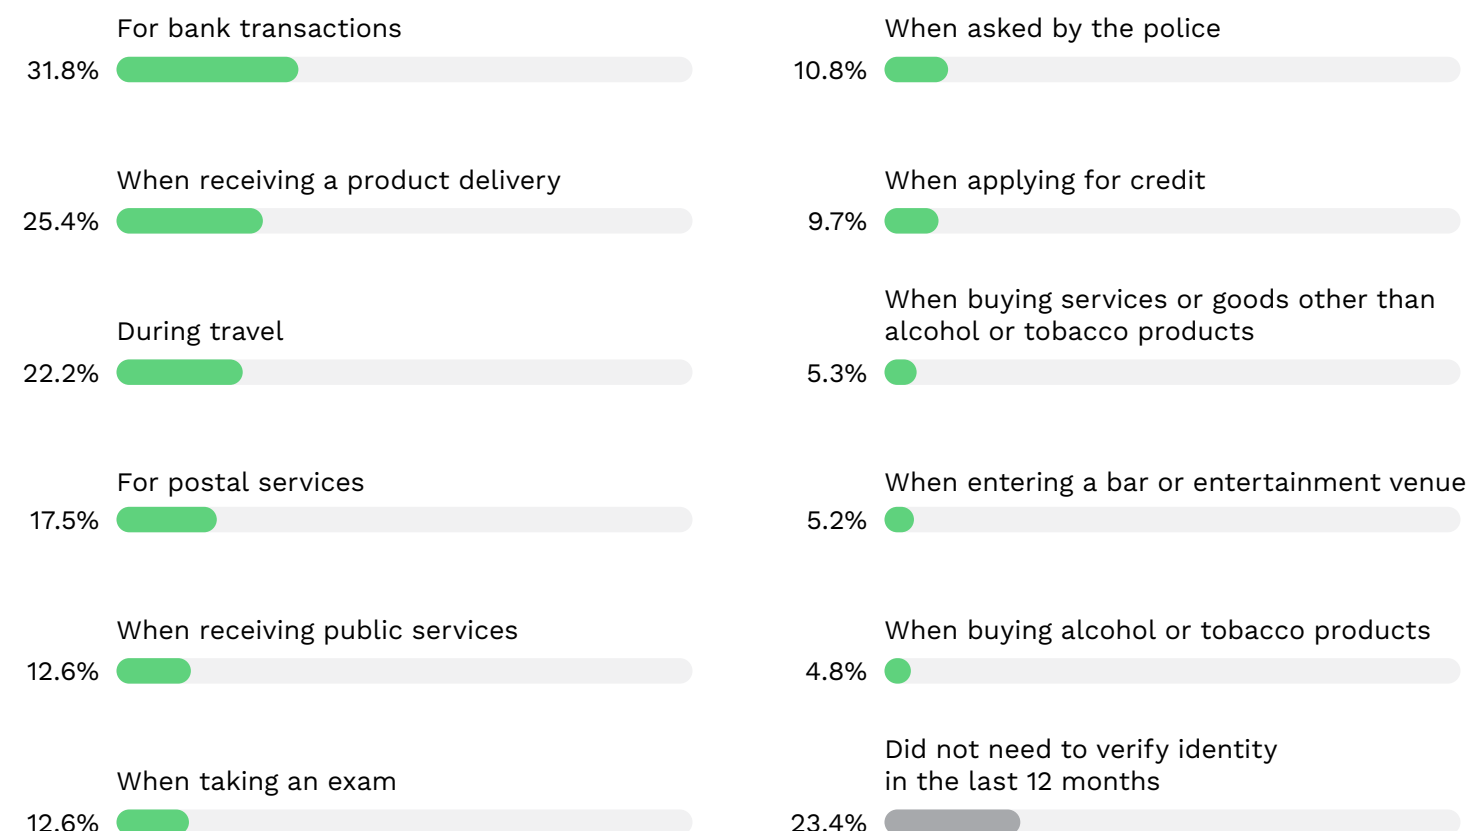 For bank transactions
31.8%
When receiving a product delivery
25.4%
During travel
22.2%
For postal services
17.5%
When receiving public services
12.6%
When taking an exam
12.6%
When asked by the police
10.8%
When applying for credit
9.7%
When buying services or goods other than
alcohol or tobacco products
5.3%
When entering a bar or entertainment venue
5.2%
When buying alcohol or tobacco products
4.8%
Did not need to verify identity
in the last 12 months
23.4%